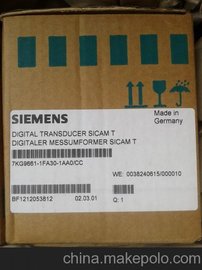 Made in
Germany
SIEMENS
DIGITAL TRANSDUCER SICAM T
DIGITALER MESSUMFORMER SICAM T
7KG9661-1FA30-1AA0/CC
WE: 0038240615/000010
BF1212053812
02.03.01
Q: 1
www.makepolo.com